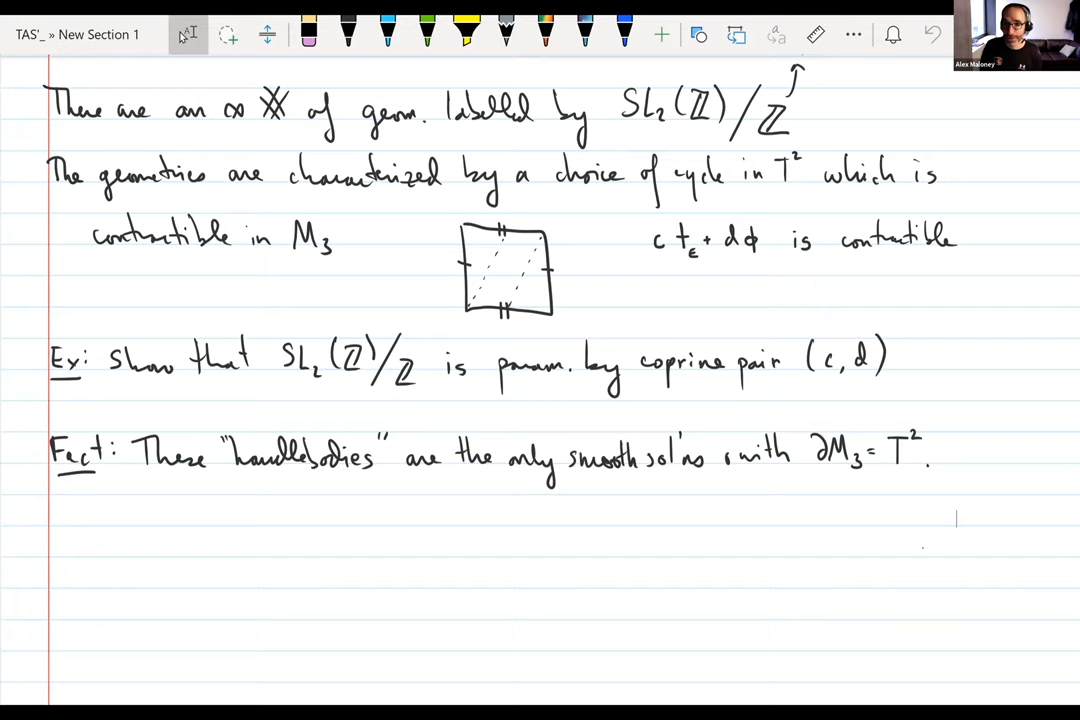 TAS'_ » New Section 1
Alex Maloney
There are an ∞ # of geom. labelled by SL₂(ℤ)/ℤ
The geometries are characterized by a choice of cycle in T² which is
contractible in M₃
c t_E + dϕ is contractible
Ex: Show that SL₂(ℤ)/ℤ is param. by coprime pair (c, d)
Fact: These "handlebodies" are the only smooth sol'ns with ∂M₃ = T².